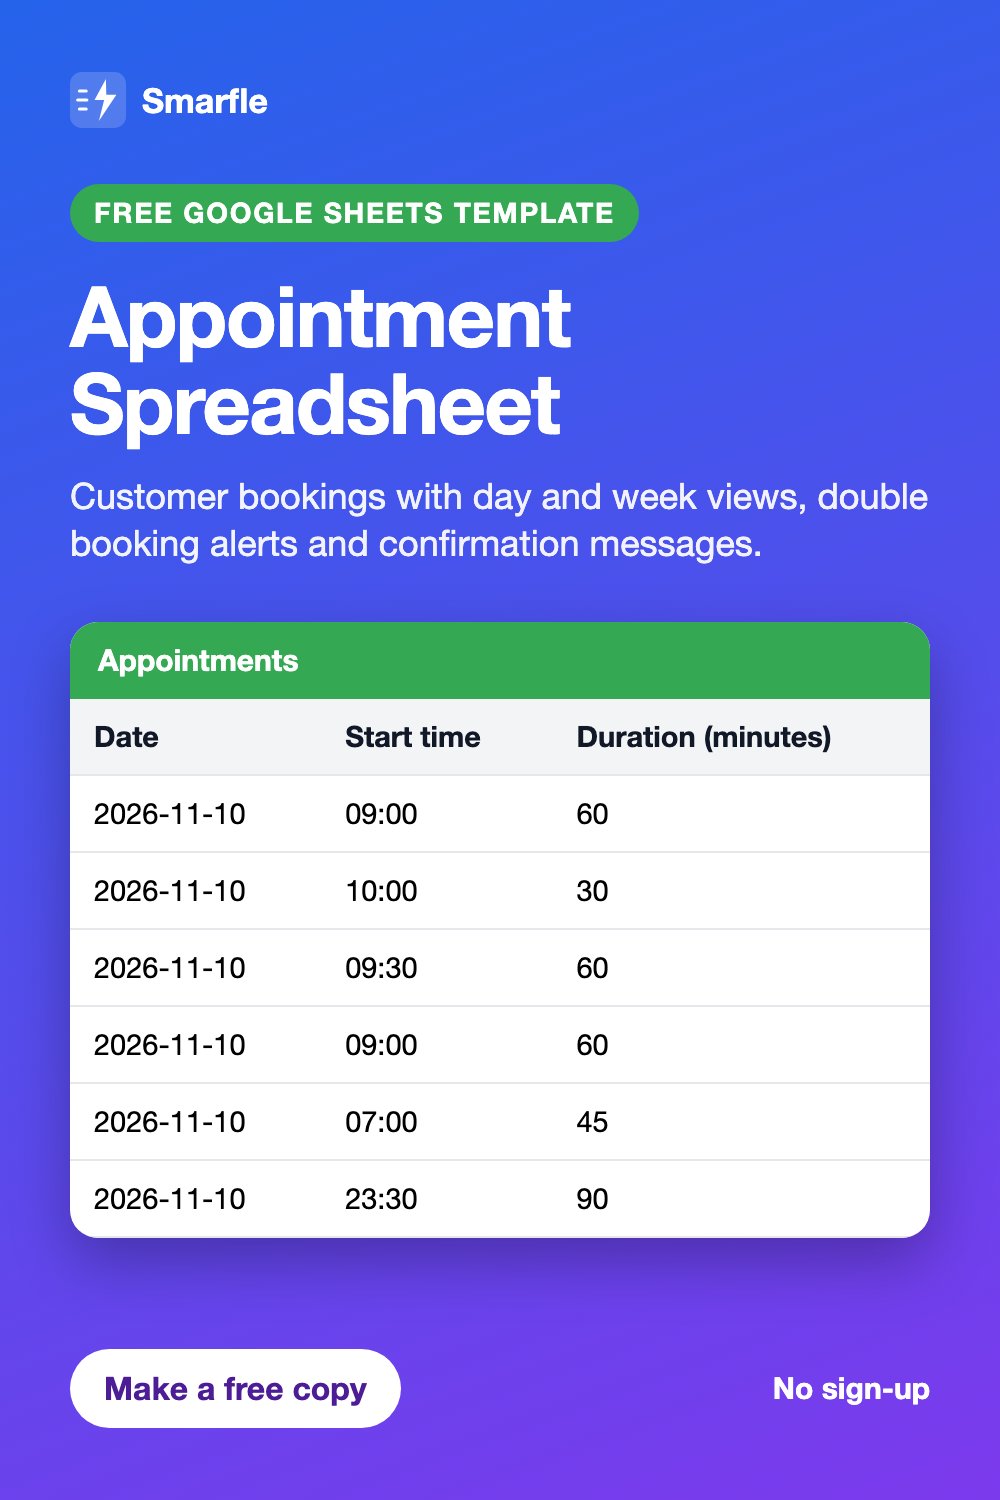 Smarfle
FREE GOOGLE SHEETS TEMPLATE
Appointment
Spreadsheet
Customer bookings with day and week views, double
booking alerts and confirmation messages.
Appointments
Date Start time Duration (minutes)
2026-11-10 09:00 60
2026-11-10 10:00 30
2026-11-10 09:30 60
2026-11-10 09:00 60
2026-11-10 07:00 45
2026-11-10 23:30 90
Make a free copy No sign-up